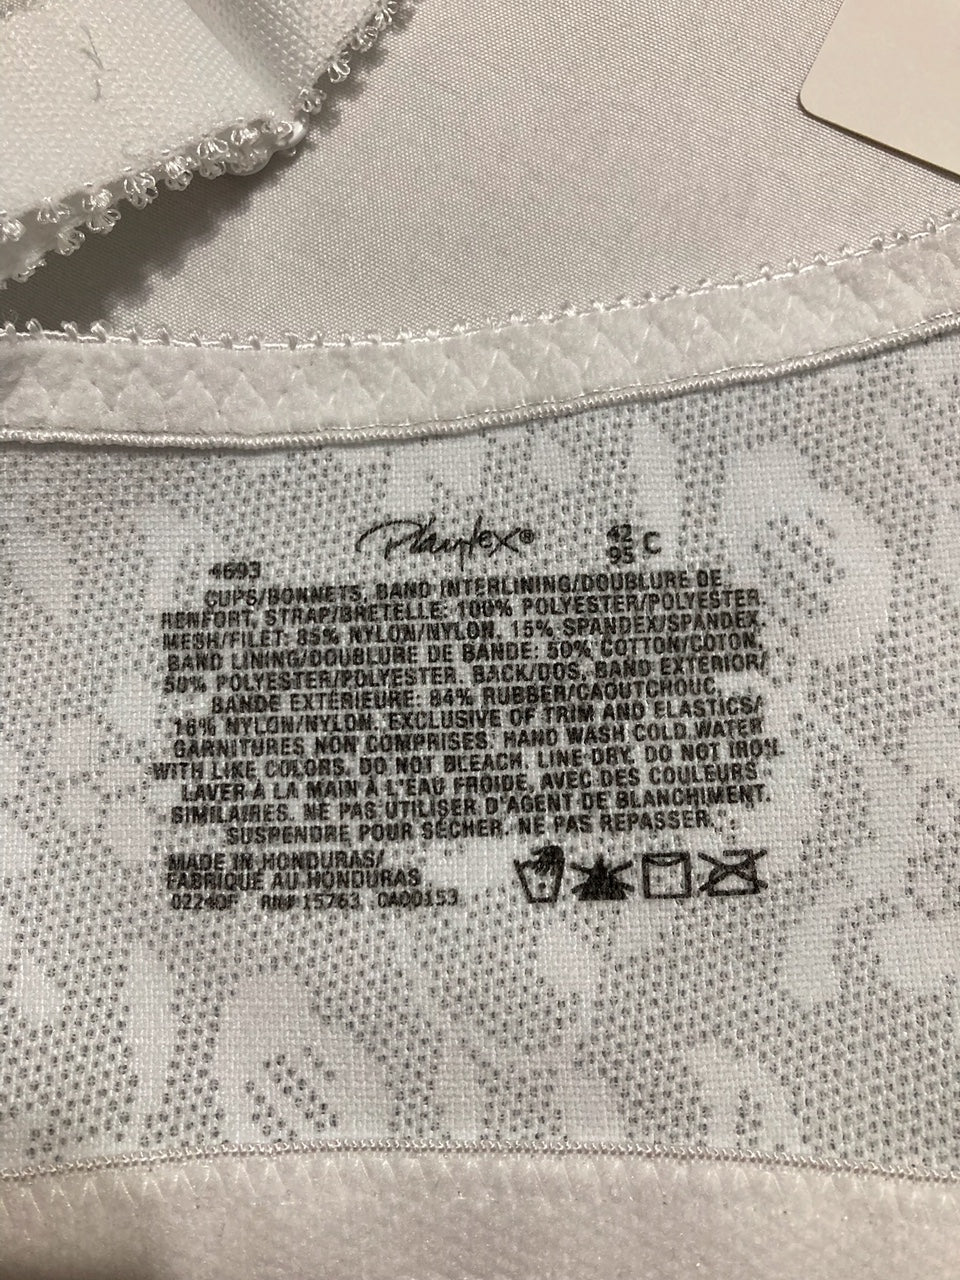 Playtex® 42 C
95
4693
CUPS/BONNETS, BAND INTERLINING/DOUBLURE DE
RENFORT, STRAP/BRETELLE: 100% POLYESTER/POLYESTER.
MESH/FILET: 85% NYLON/NYLON, 15% SPANDEX/SPANDEX.
BAND LINING/DOUBLURE DE BANDE: 50% COTTON/COTON,
50% POLYESTER/POLYESTER. BACK/DOS, BAND EXTERIOR/
BANDE EXTÉRIEURE: 84% RUBBER/CAOUTCHOUC,
16% NYLON/NYLON. EXCLUSIVE OF TRIM AND ELASTICS/
GARNITURES NON COMPRISES. HAND WASH COLD WATER
WITH LIKE COLORS. DO NOT BLEACH. LINE DRY. DO NOT IRON.
LAVER À LA MAIN À L'EAU FROIDE, AVEC DES COULEURS
SIMILAIRES. NE PAS UTILISER D'AGENT DE BLANCHIMENT.
SUSPENDRE POUR SÉCHER. NE PAS REPASSER.
MADE IN HONDURAS/
FABRIQUÉ AU HONDURAS
0224DF RN# 15763 CA00153